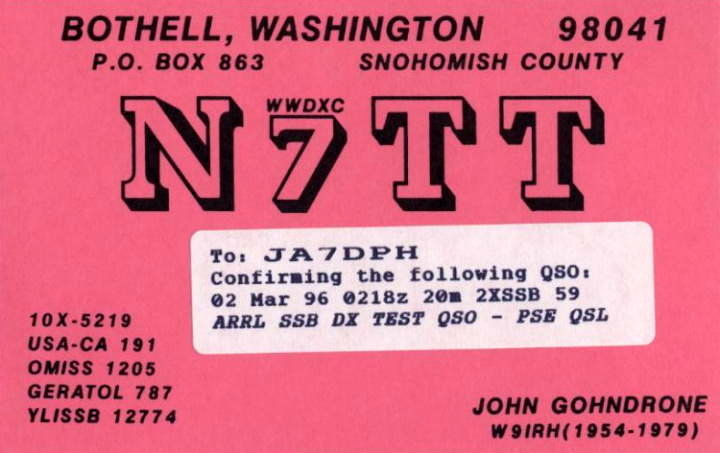 BOTHELL, WASHINGTON 98041
P.O. BOX 863 SNOHOMISH COUNTY
WWDXC
N7TT
To: JA7DPH
Confirming the following QSO:
02 Mar 96 0218z 20m 2XSSB 59
ARRL SSB DX TEST QSO - PSE QSL
10X-5219
USA-CA 191
OMISS 1205
GERATOL 787
YLISSB 12774
JOHN GOHNDRONE
W9IRH(1954-1979)